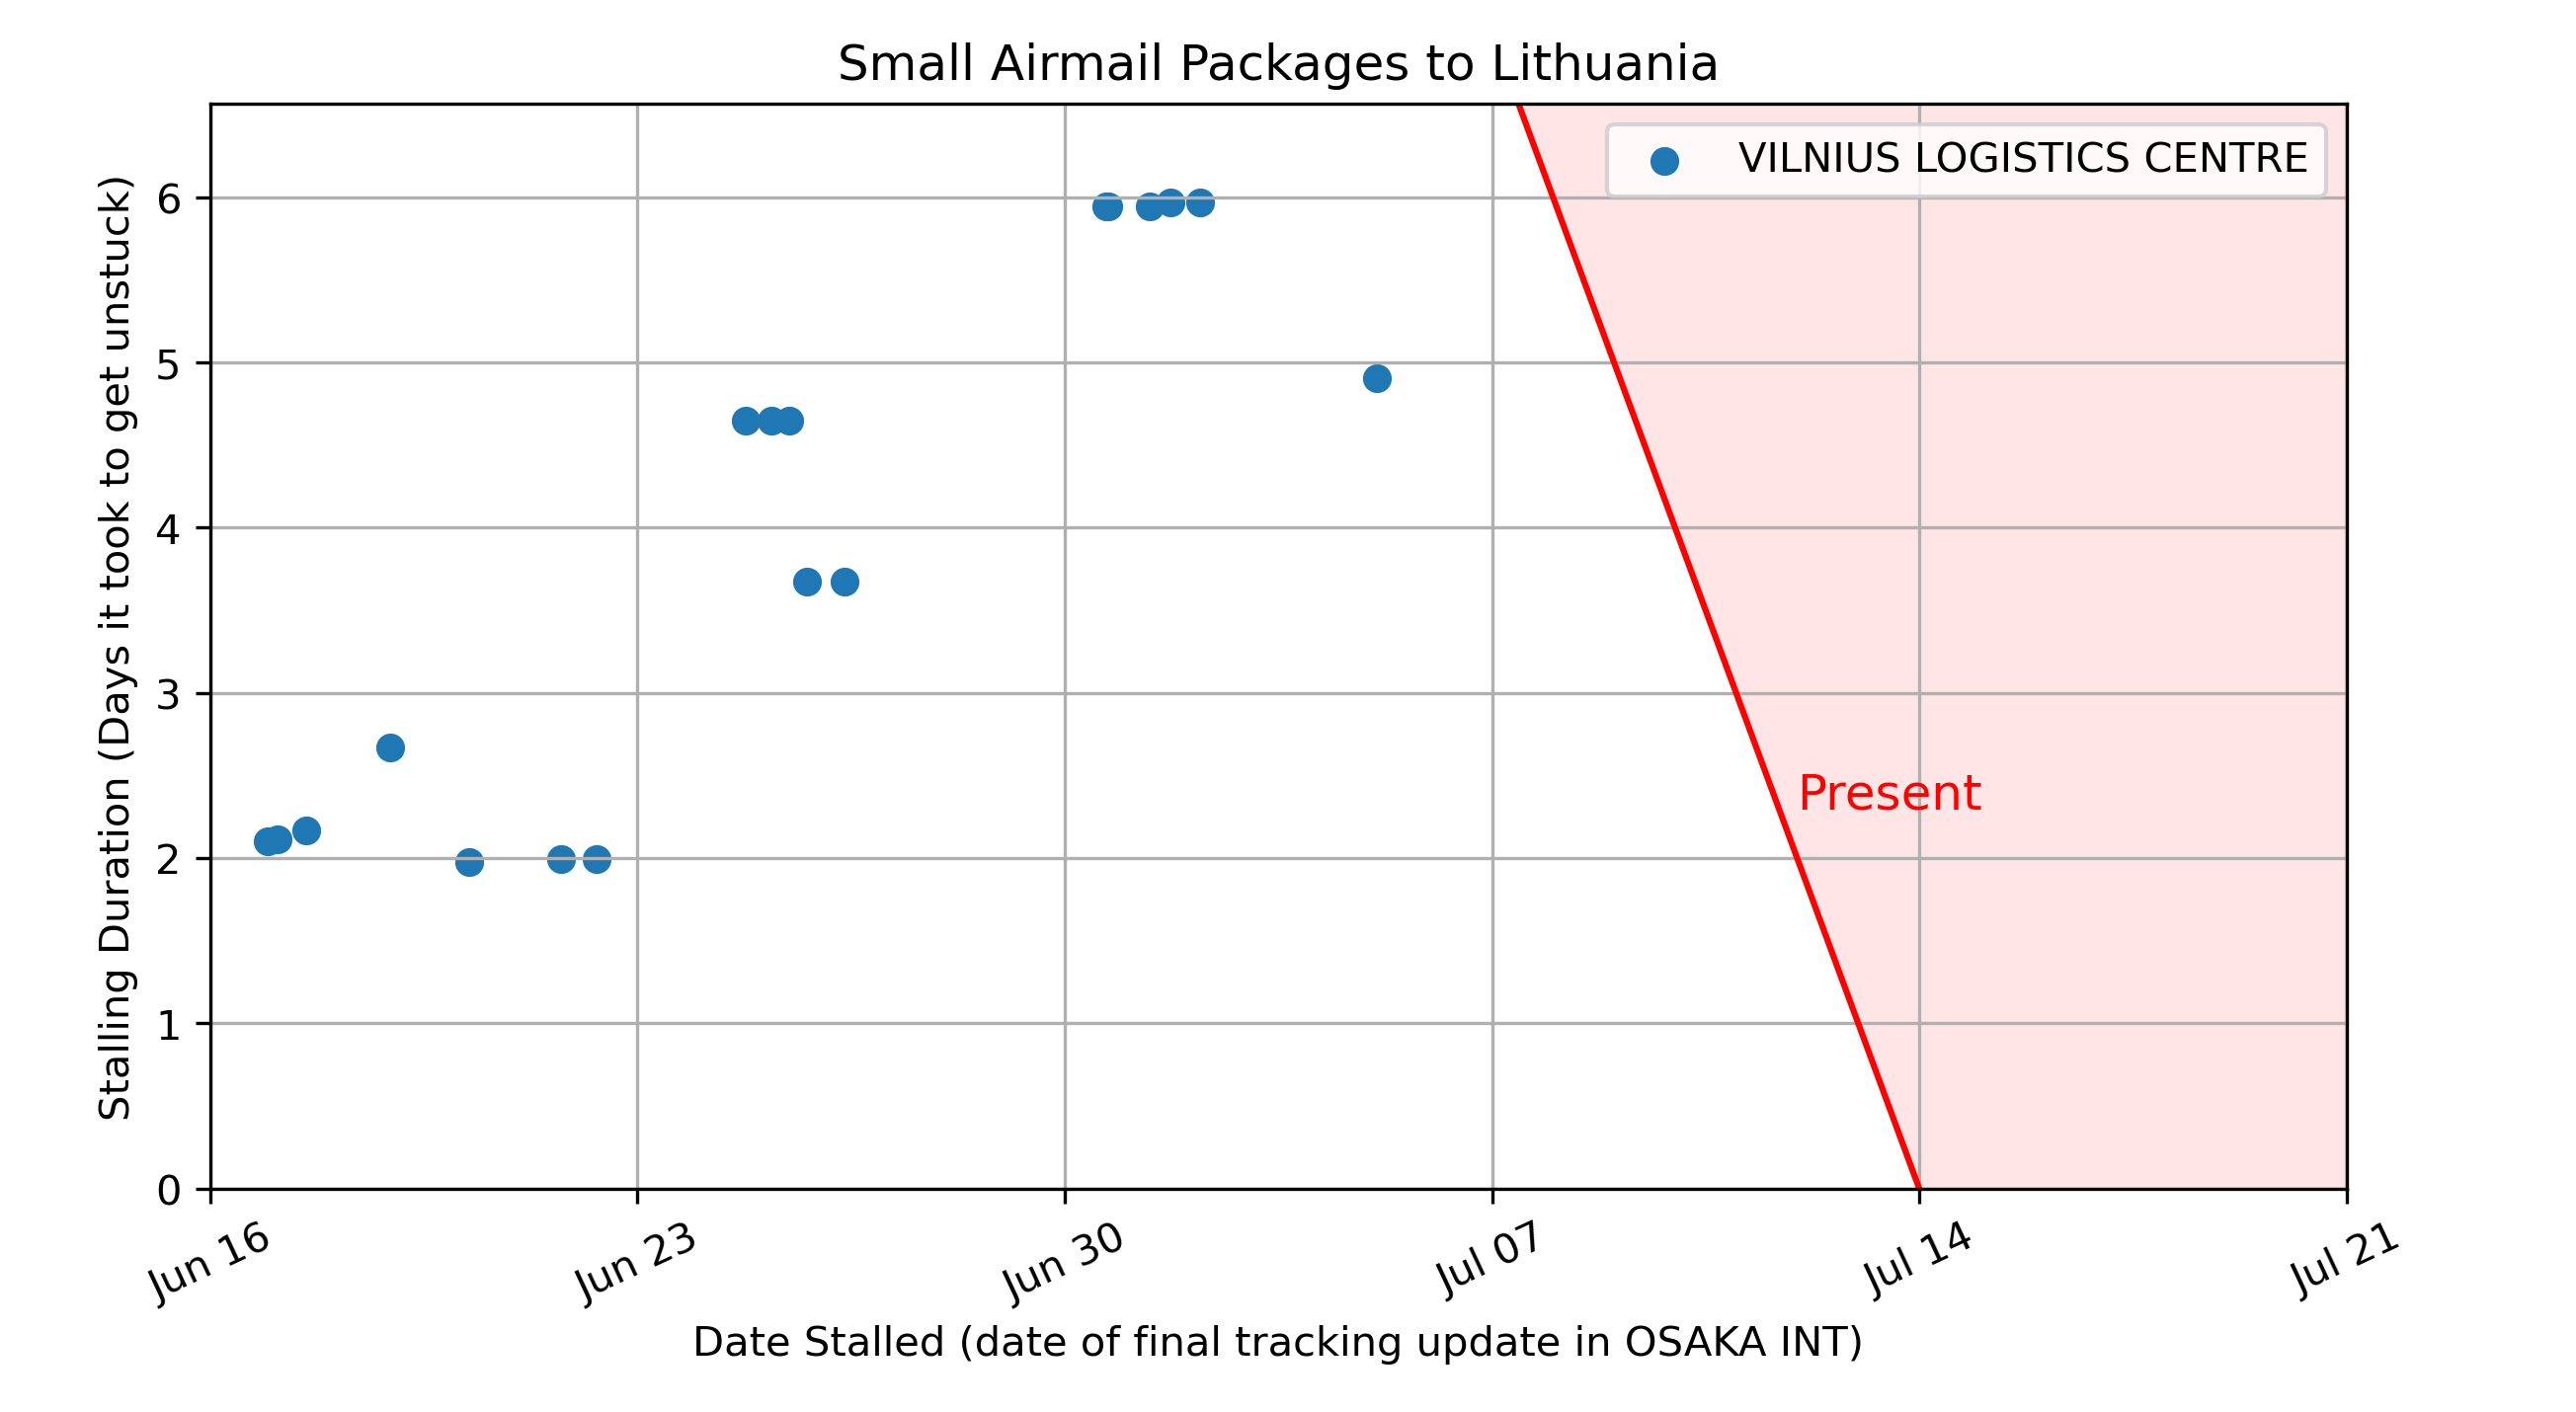 Small Airmail Packages to Lithuania
VILNIUS LOGISTICS CENTRE
Stalling Duration (Days it took to get unstuck)
6
5
4
3
2
1
0
Present
Jun 16
Jun 23
Jun 30
Jul 07
Jul 14
Jul 21
Date Stalled (date of final tracking update in OSAKA INT)